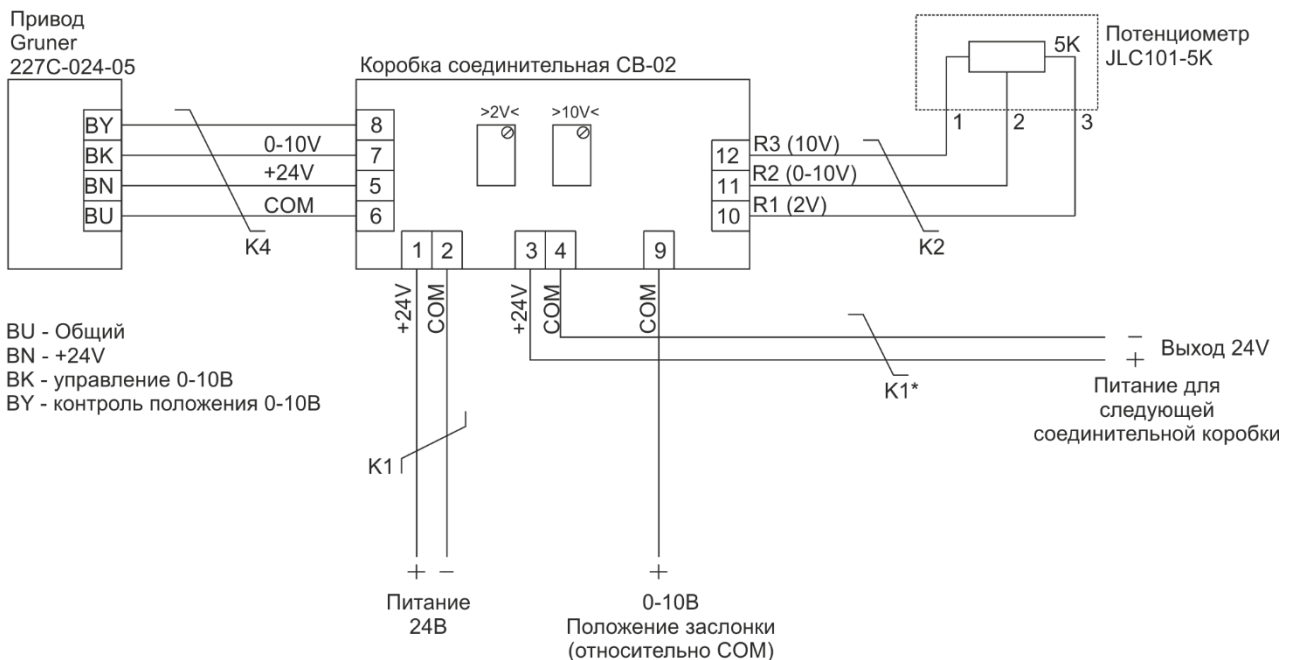 Привод
Gruner
227C-024-05
Коробка соединительная СВ-02
Потенциометр
JLC101-5K
5K
>2V<
>10V<
1
2
3
BY
8
BK
0-10V
7
BN
+24V
5
BU
COM
6
K4
12
R3 (10V)
11
R2 (0-10V)
10
R1 (2V)
K2
1
2
3
4
9
+24V
COM
+24V
COM
COM
BU - Общий
BN - +24V
BK - управление 0-10В
BY - контроль положения 0-10В
K1*
−
+
Выход 24V
Питание для
следующей
соединительной коробки
K1
+
−
Питание
24В
+
0-10В
Положение заслонки
(относительно COM)